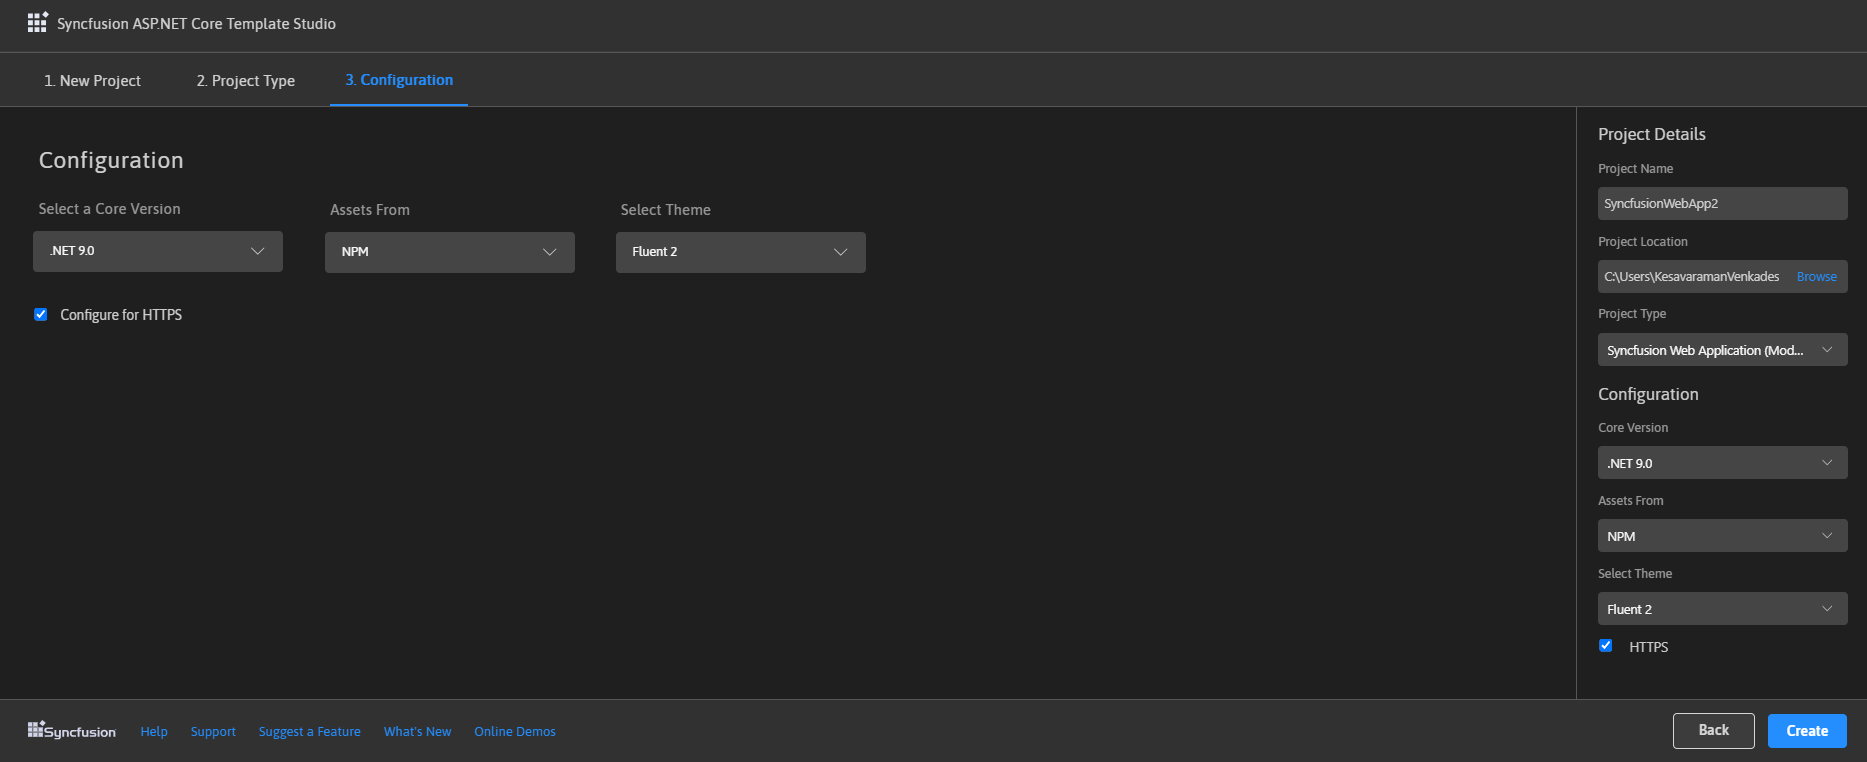 Syncfusion ASP.NET Core Template Studio
1. New Project
2. Project Type
3. Configuration
Configuration
Select a Core Version
Assets From
Select Theme
.NET 9.0
NPM
Fluent 2
Configure for HTTPS
Project Details
Project Name
SyncfusionWebApp2
Project Location
C:\Users\KesavaramanVenkades
Browse
Project Type
Syncfusion Web Application (Mod...
Configuration
Core Version
.NET 9.0
Assets From
NPM
Select Theme
Fluent 2
HTTPS
Syncfusion
Help
Support
Suggest a Feature
What's New
Online Demos
Back
Create